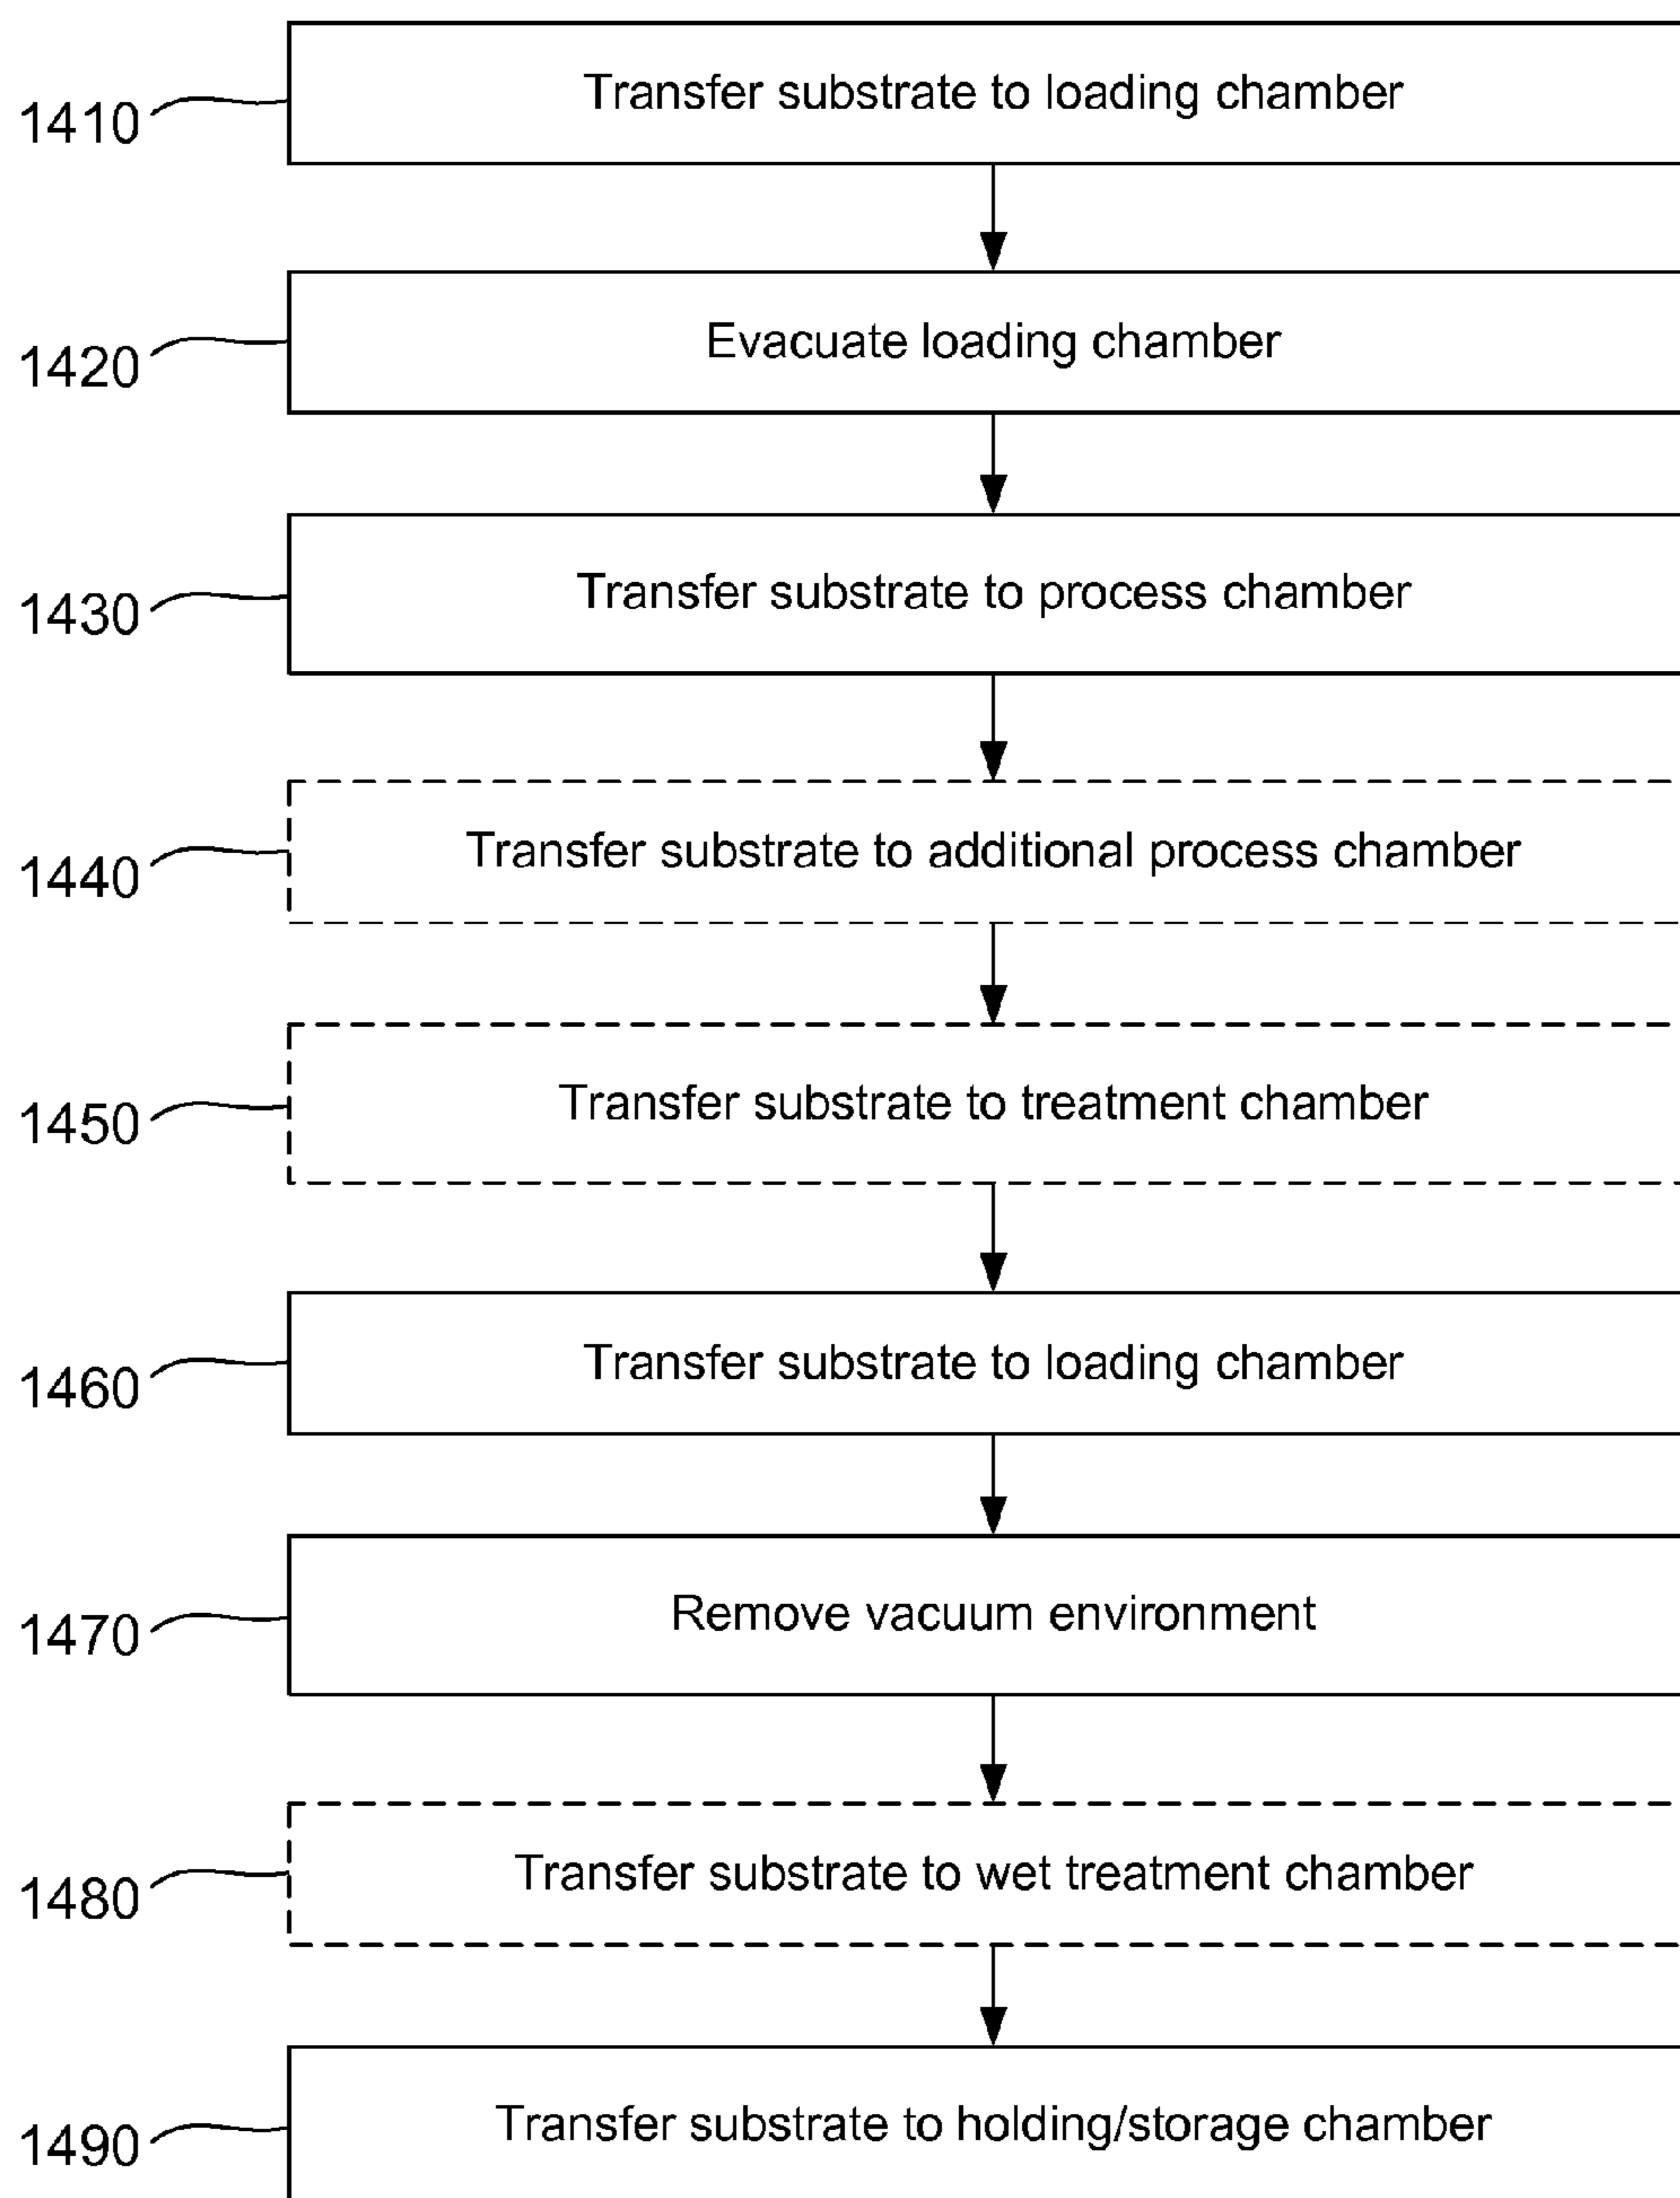 1410 Transfer substrate to loading chamber
1420 Evacuate loading chamber
1430 Transfer substrate to process chamber
1440 Transfer substrate to additional process chamber
1450 Transfer substrate to treatment chamber
1460 Transfer substrate to loading chamber
1470 Remove vacuum environment
1480 Transfer substrate to wet treatment chamber
1490 Transfer substrate to holding/storage chamber